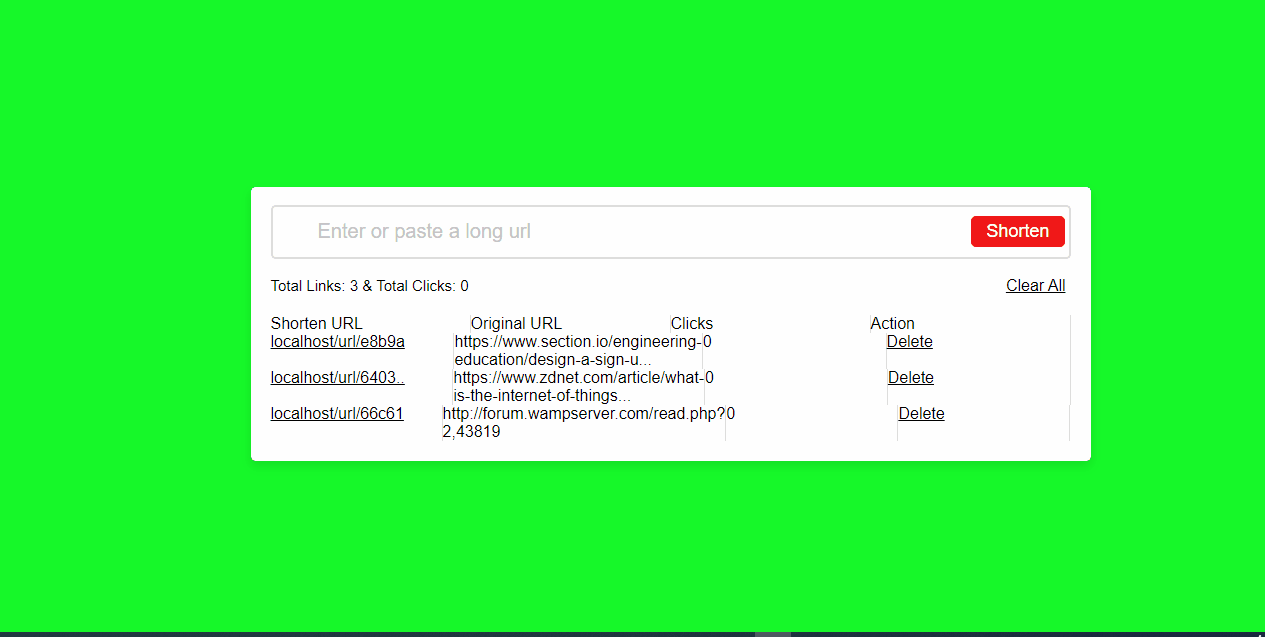 Enter or paste a long url Shorten
Total Links: 3 & Total Clicks: 0 Clear All
Shorten URL Original URL Clicks Action
localhost/url/e8b9a https://www.section.io/engineering- 0 Delete
education/design-a-sign-u...
localhost/url/6403.. https://www.zdnet.com/article/what- 0 Delete
is-the-internet-of-things...
localhost/url/66c61 http://forum.wampserver.com/read.php? 0 Delete
2,43819